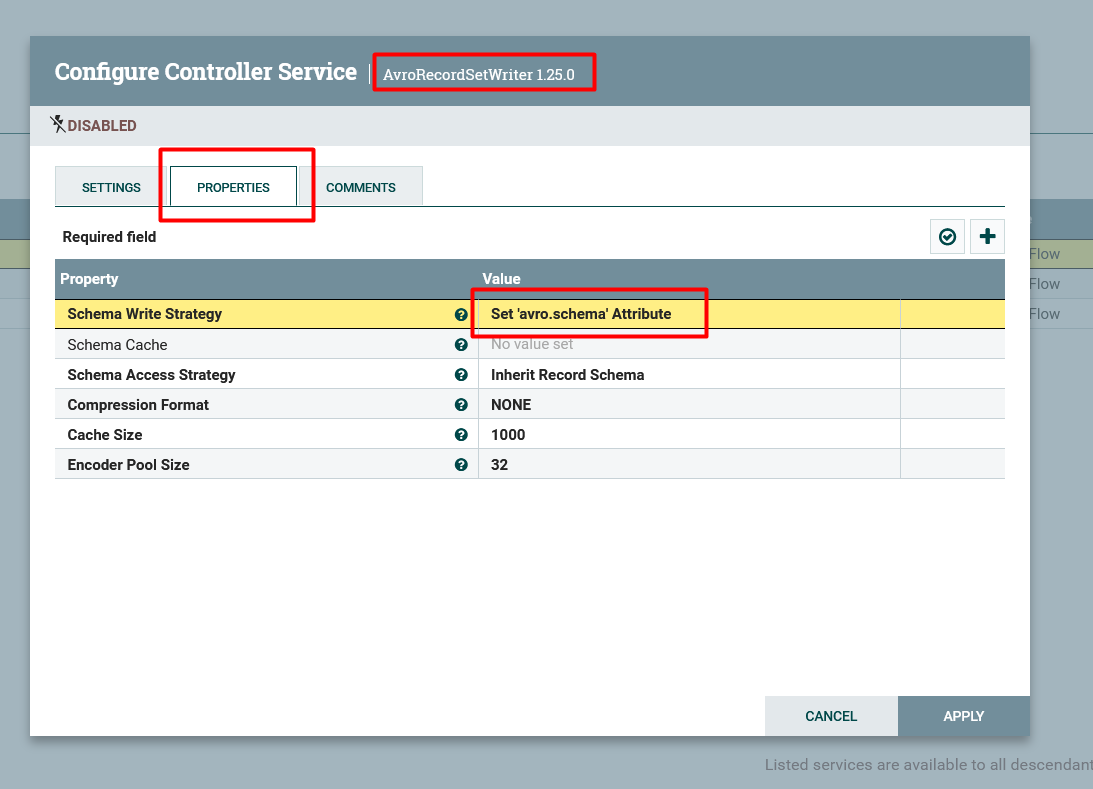 Configure Controller Service | AvroRecordSetWriter 1.25.0
DISABLED
SETTINGS PROPERTIES COMMENTS
Required field
Property Value
Schema Write Strategy Set 'avro.schema' Attribute
Schema Cache No value set
Schema Access Strategy Inherit Record Schema
Compression Format NONE
Cache Size 1000
Encoder Pool Size 32
Flow
Flow
Flow
CANCEL APPLY
Listed services are available to all descendant